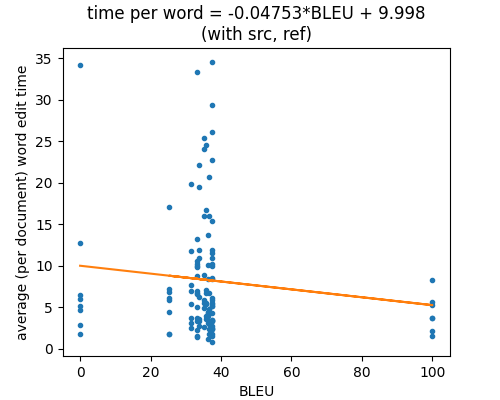 time per word = -0.04753*BLEU + 9.998
(with src, ref)
average (per document) word edit time
35
30
25
20
15
10
5
0
0 20 40 60 80 100
BLEU